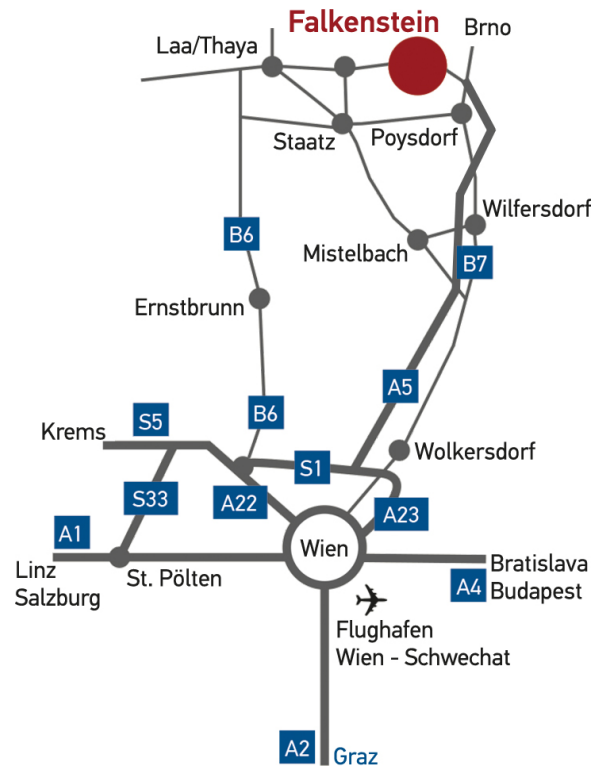 Falkenstein
Brno
Laa/Thaya
Staatz
Poysdorf
Wilfersdorf
B6
Mistelbach
B7
Ernstbrunn
A5
B6
S5
Krems
Wolkersdorf
S1
S33
A22
A23
A1
Wien
Linz
Salzburg
St. Pölten
Bratislava
Budapest
A4
Flughafen
Wien - Schwechat
A2
Graz